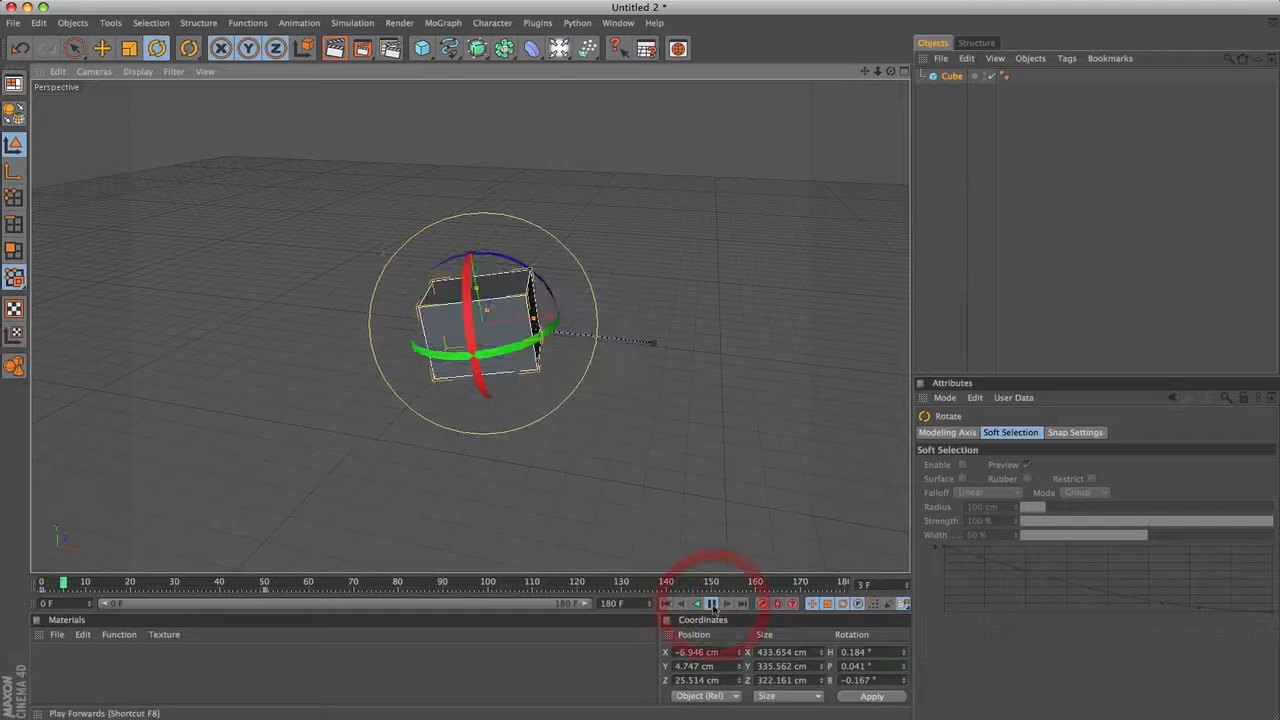 Untitled 2 *
File Edit Objects Tools Selection Structure Functions Animation Simulation Render MoGraph Character Plugins Python Window Help
X Y Z
Objects Structure
Edit Cameras Display Filter View
File Edit View Objects Tags Bookmarks
Perspective
Cube
Attributes
Mode Edit User Data
Rotate
Modeling Axis Soft Selection Snap Settings
Soft Selection
Enable Preview
Surface Rubber Restrict
Falloff Linear Mode Group
Radius 100 cm
Strength 100 %
Width . . 50 %
Y
Z
0 10 20 30 40 50 60 70 80 90 100 110 120 130 140 150 160 170 180 5 F
0 F 0 F 180 F 180 F
Materials
Coordinates
File Edit Function Texture
Position Size Rotation
X -6.946 cm X 433.654 cm H 0.184 °
Y 4.747 cm Y 335.562 cm P 0.041 °
Z 25.514 cm Z 322.161 cm B -0.167 °
Object (Rel) Size Apply
MAXON
CINEMA 4D
Play Forwards [Shortcut F8]